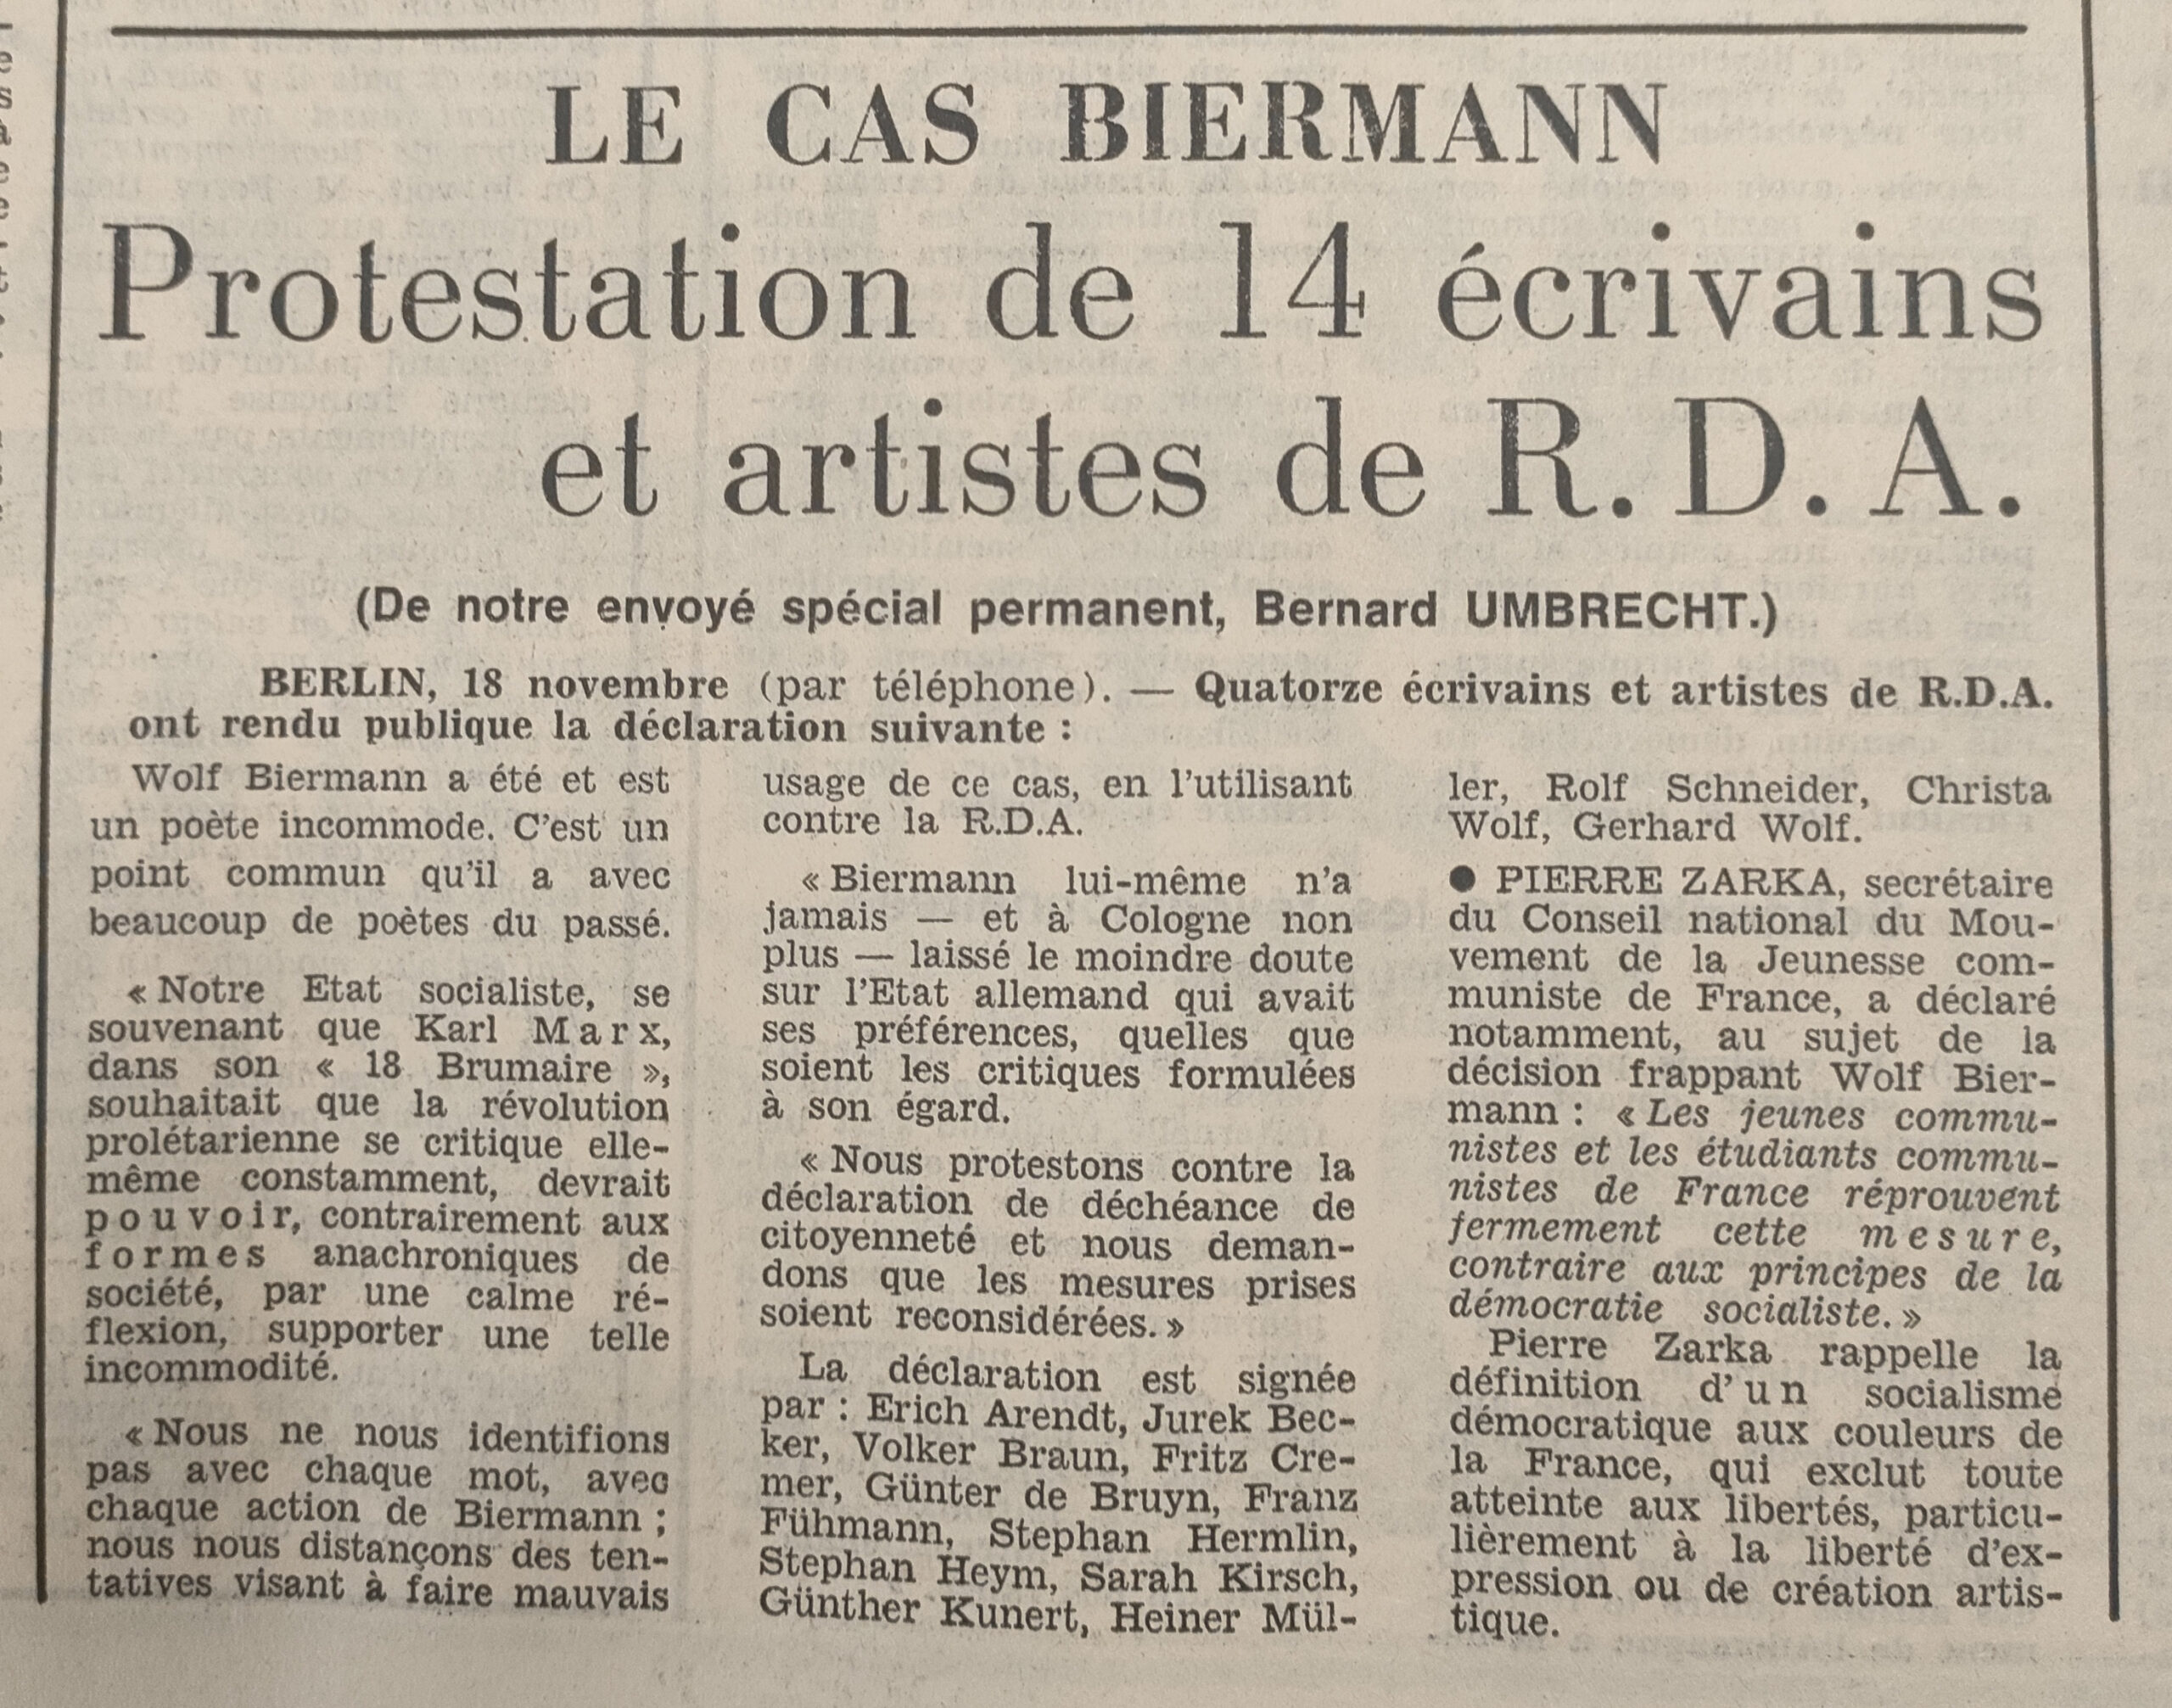 LE CAS BIERMANN
Protestation de 14 écrivains
et artistes de R.D.A.
(De notre envoyé spécial permanent, Bernard UMBRECHT.)
BERLIN, 18 novembre (par téléphone). — Quatorze écrivains et artistes de R.D.A.
ont rendu publique la déclaration suivante :
Wolf Biermann a été et est
un poète incommode. C'est un
point commun qu'il a avec
beaucoup de poètes du passé.
« Notre Etat socialiste, se
souvenant que Karl Marx,
dans son « 18 Brumaire »,
souhaitait que la révolution
prolétarienne se critique elle-
même constamment, devrait
pouvoir, contrairement aux
formes anachroniques de
société, par une calme ré-
flexion, supporter une telle
incommodité.
« Nous ne nous identifions
pas avec chaque mot, avec
chaque action de Biermann ;
nous nous distançons des ten-
tatives visant à faire mauvais
usage de ce cas, en l'utilisant
contre la R.D.A.
« Biermann lui-même n'a
jamais — et à Cologne non
plus — laissé le moindre doute
sur l'Etat allemand qui avait
ses préférences, quelles que
soient les critiques formulées
à son égard.
« Nous protestons contre la
déclaration de déchéance de
citoyenneté et nous deman-
dons que les mesures prises
soient reconsidérées. »
La déclaration est signée
par : Erich Arendt, Jurek Bec-
ker, Volker Braun, Fritz Cre-
mer, Günter de Bruyn, Franz
Fühmann, Stephan Hermlin,
Stephan Heym, Sarah Kirsch,
Günther Kunert, Heiner Mül-
ler, Rolf Schneider, Christa
Wolf, Gerhard Wolf.
● PIERRE ZARKA, secrétaire
du Conseil national du Mou-
vement de la Jeunesse com-
muniste de France, a déclaré
notamment, au sujet de la
décision frappant Wolf Bier-
mann : « Les jeunes commu-
nistes et les étudiants commu-
nistes de France réprouvent
fermement cette mesure,
contraire aux principes de la
démocratie socialiste. »
Pierre Zarka rappelle la
définition d'un socialisme
démocratique aux couleurs de
la France, qui exclut toute
atteinte aux libertés, particu-
lièrement à la liberté d'ex-
pression ou de création artis-
tique.